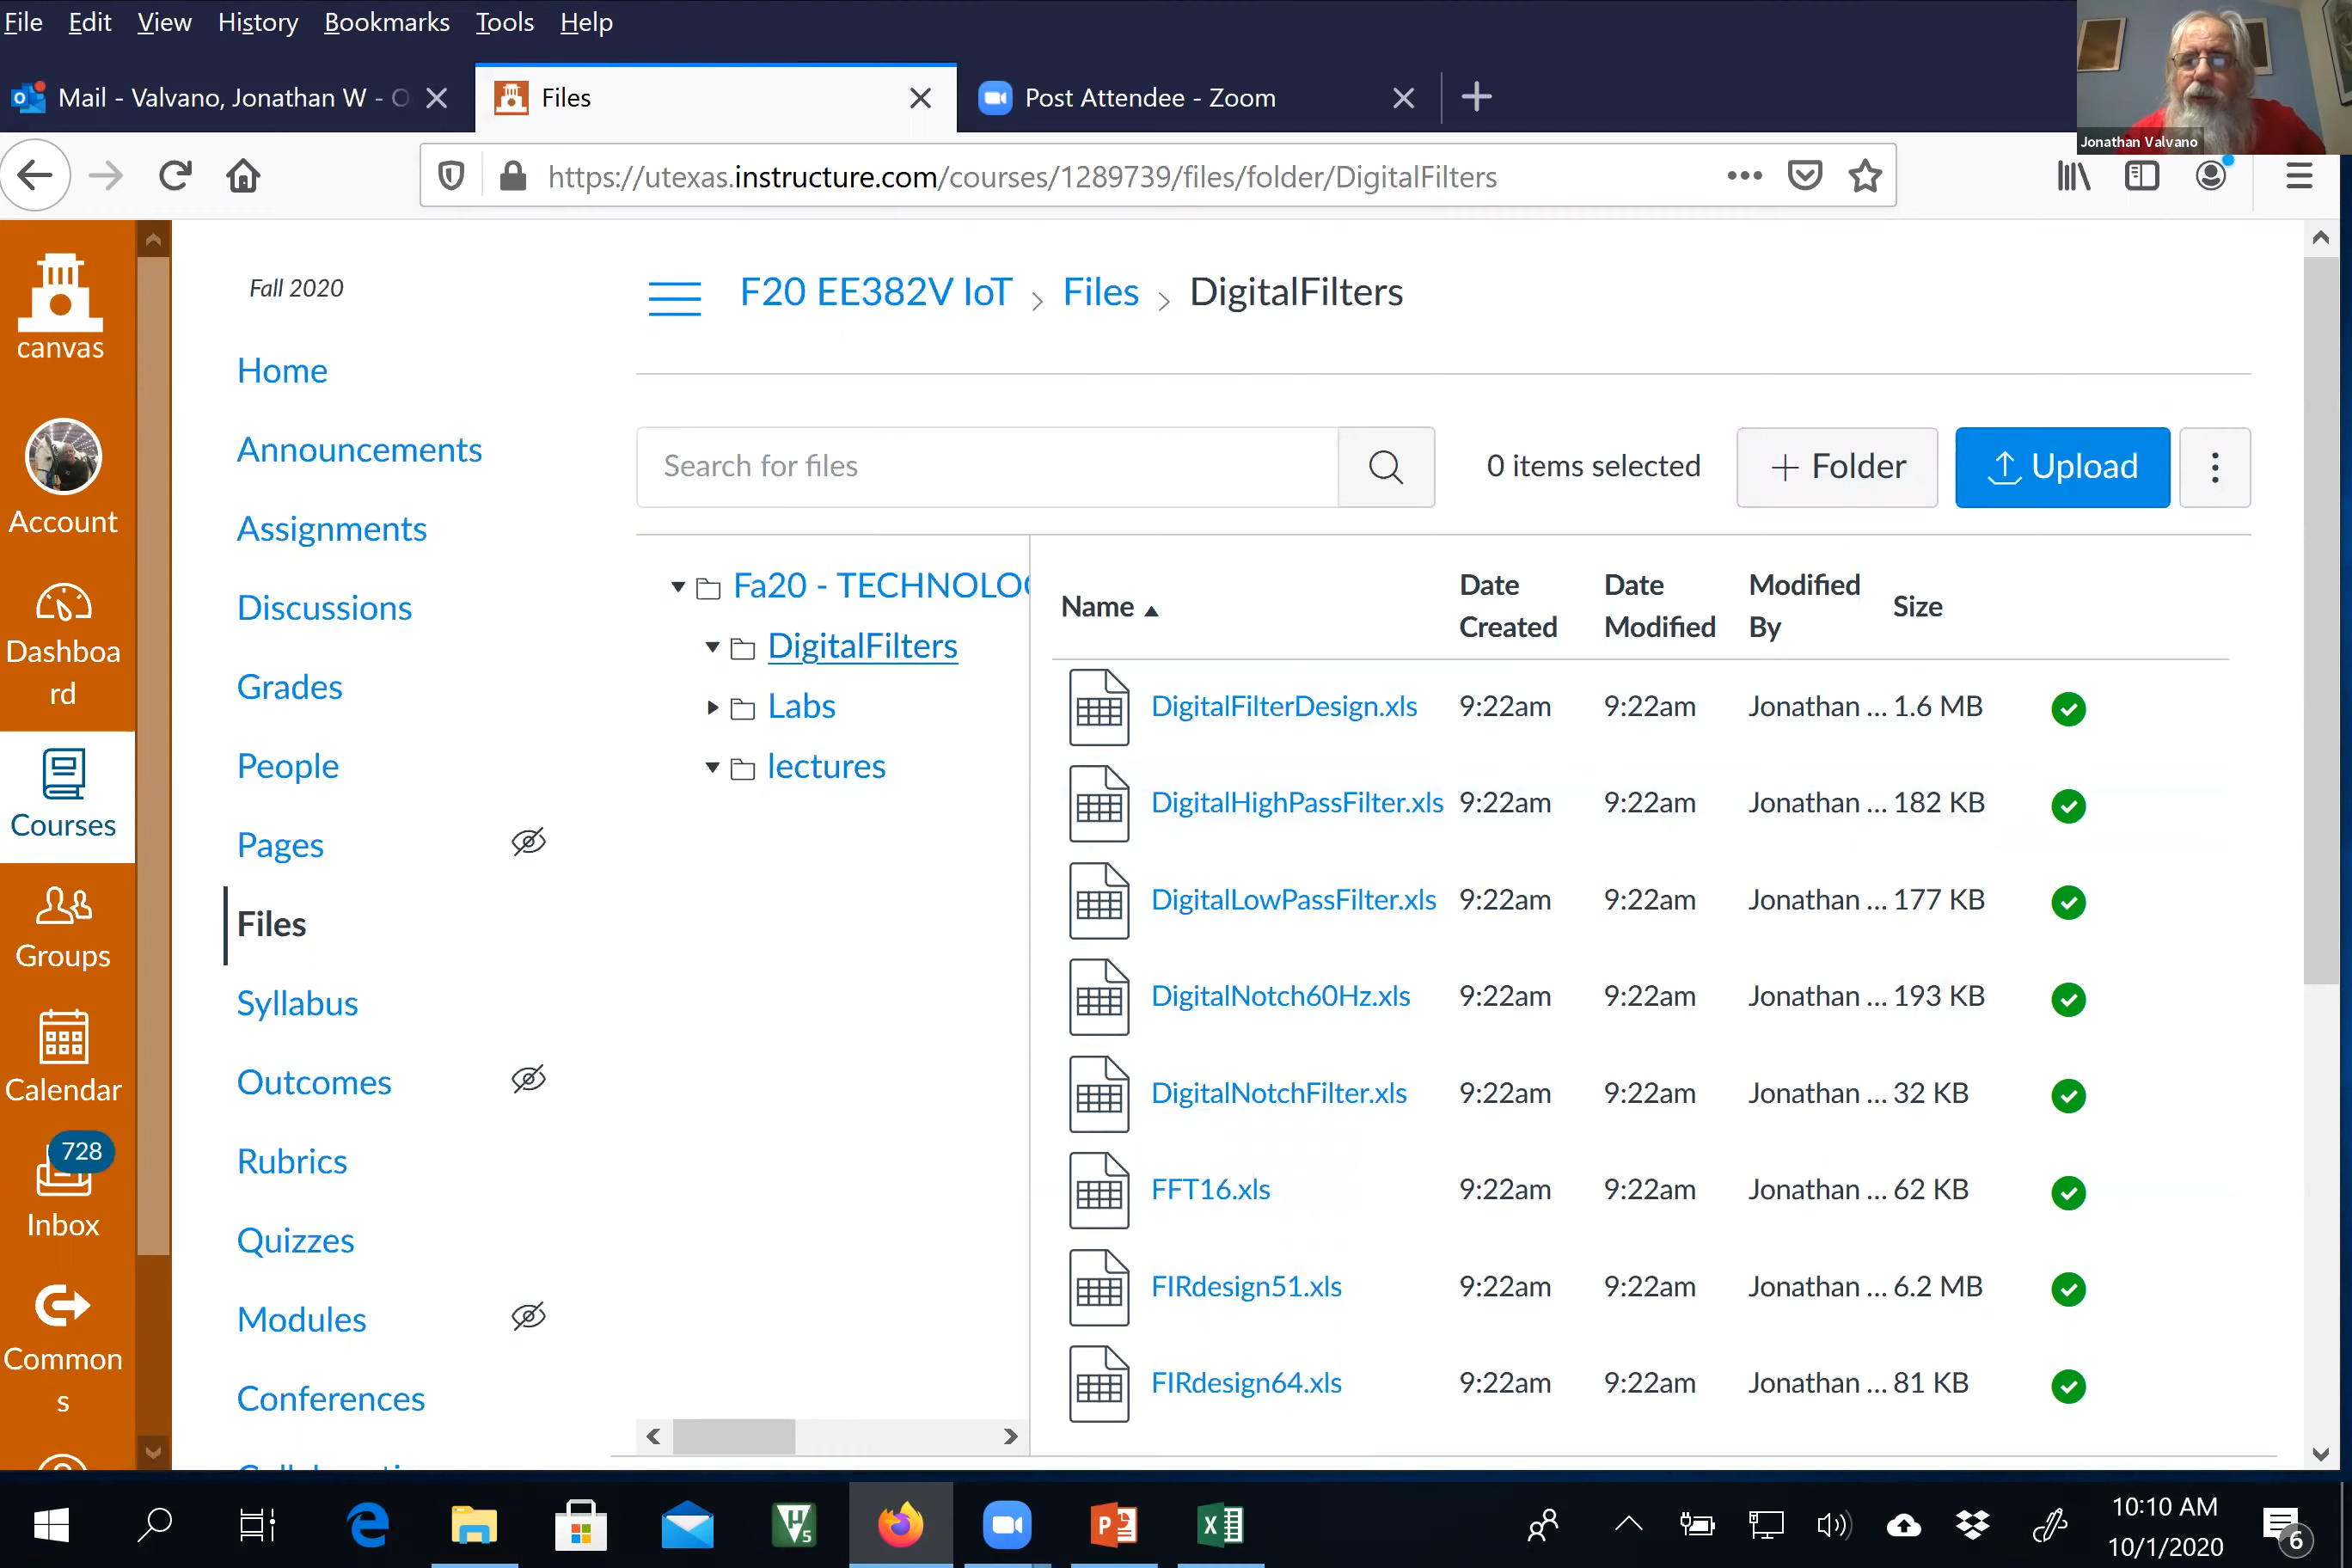 File Edit View History Bookmarks Tools Help
Mail - Valvano, Jonathan W - O
Files
Post Attendee - Zoom
Jonathan Valvano
https://utexas.instructure.com/courses/1289739/files/folder/DigitalFilters
canvas
Account
Dashboa
rd
Courses
Groups
Calendar
728
Inbox
Common
s
Fall 2020
Home
Announcements
Assignments
Discussions
Grades
People
Pages
Files
Syllabus
Outcomes
Rubrics
Quizzes
Modules
Conferences
F20 EE382V IoT > Files > DigitalFilters
Search for files
0 items selected
+ Folder
Upload
Fa20 - TECHNOLO
DigitalFilters
Labs
lectures
Name
Date Created
Date Modified
Modified By
Size
DigitalFilterDesign.xls 9:22am 9:22am Jonathan ... 1.6 MB
DigitalHighPassFilter.xls 9:22am 9:22am Jonathan ... 182 KB
DigitalLowPassFilter.xls 9:22am 9:22am Jonathan ... 177 KB
DigitalNotch60Hz.xls 9:22am 9:22am Jonathan ... 193 KB
DigitalNotchFilter.xls 9:22am 9:22am Jonathan ... 32 KB
FFT16.xls 9:22am 9:22am Jonathan ... 62 KB
FIRdesign51.xls 9:22am 9:22am Jonathan ... 6.2 MB
FIRdesign64.xls 9:22am 9:22am Jonathan ... 81 KB
10:10 AM
10/1/2020
6